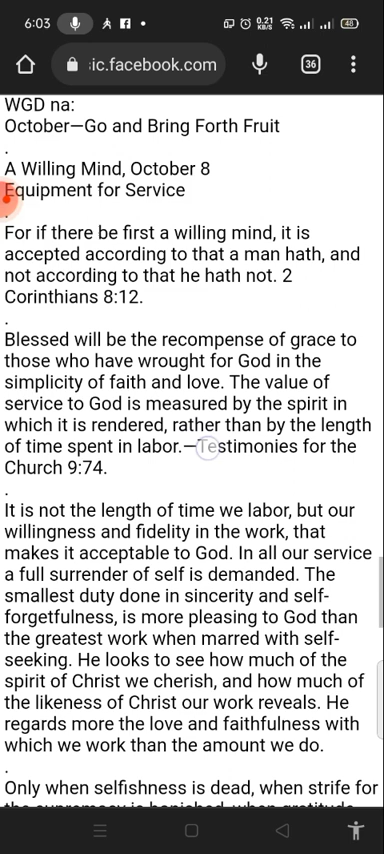 6:03
0.21
KB/S
48
sic.facebook.com
36
WGD na:
October—Go and Bring Forth Fruit
.
A Willing Mind, October 8
Equipment for Service
.
For if there be first a willing mind, it is
accepted according to that a man hath, and
not according to that he hath not. 2
Corinthians 8:12.
.
Blessed will be the recompense of grace to
those who have wrought for God in the
simplicity of faith and love. The value of
service to God is measured by the spirit in
which it is rendered, rather than by the length
of time spent in labor.—Testimonies for the
Church 9:74.
.
It is not the length of time we labor, but our
willingness and fidelity in the work, that
makes it acceptable to God. In all our service
a full surrender of self is demanded. The
smallest duty done in sincerity and self-
forgetfulness, is more pleasing to God than
the greatest work when marred with self-
seeking. He looks to see how much of the
spirit of Christ we cherish, and how much of
the likeness of Christ our work reveals. He
regards more the love and faithfulness with
which we work than the amount we do.
.
Only when selfishness is dead, when strife for
the supremacy is banished, when gratitude